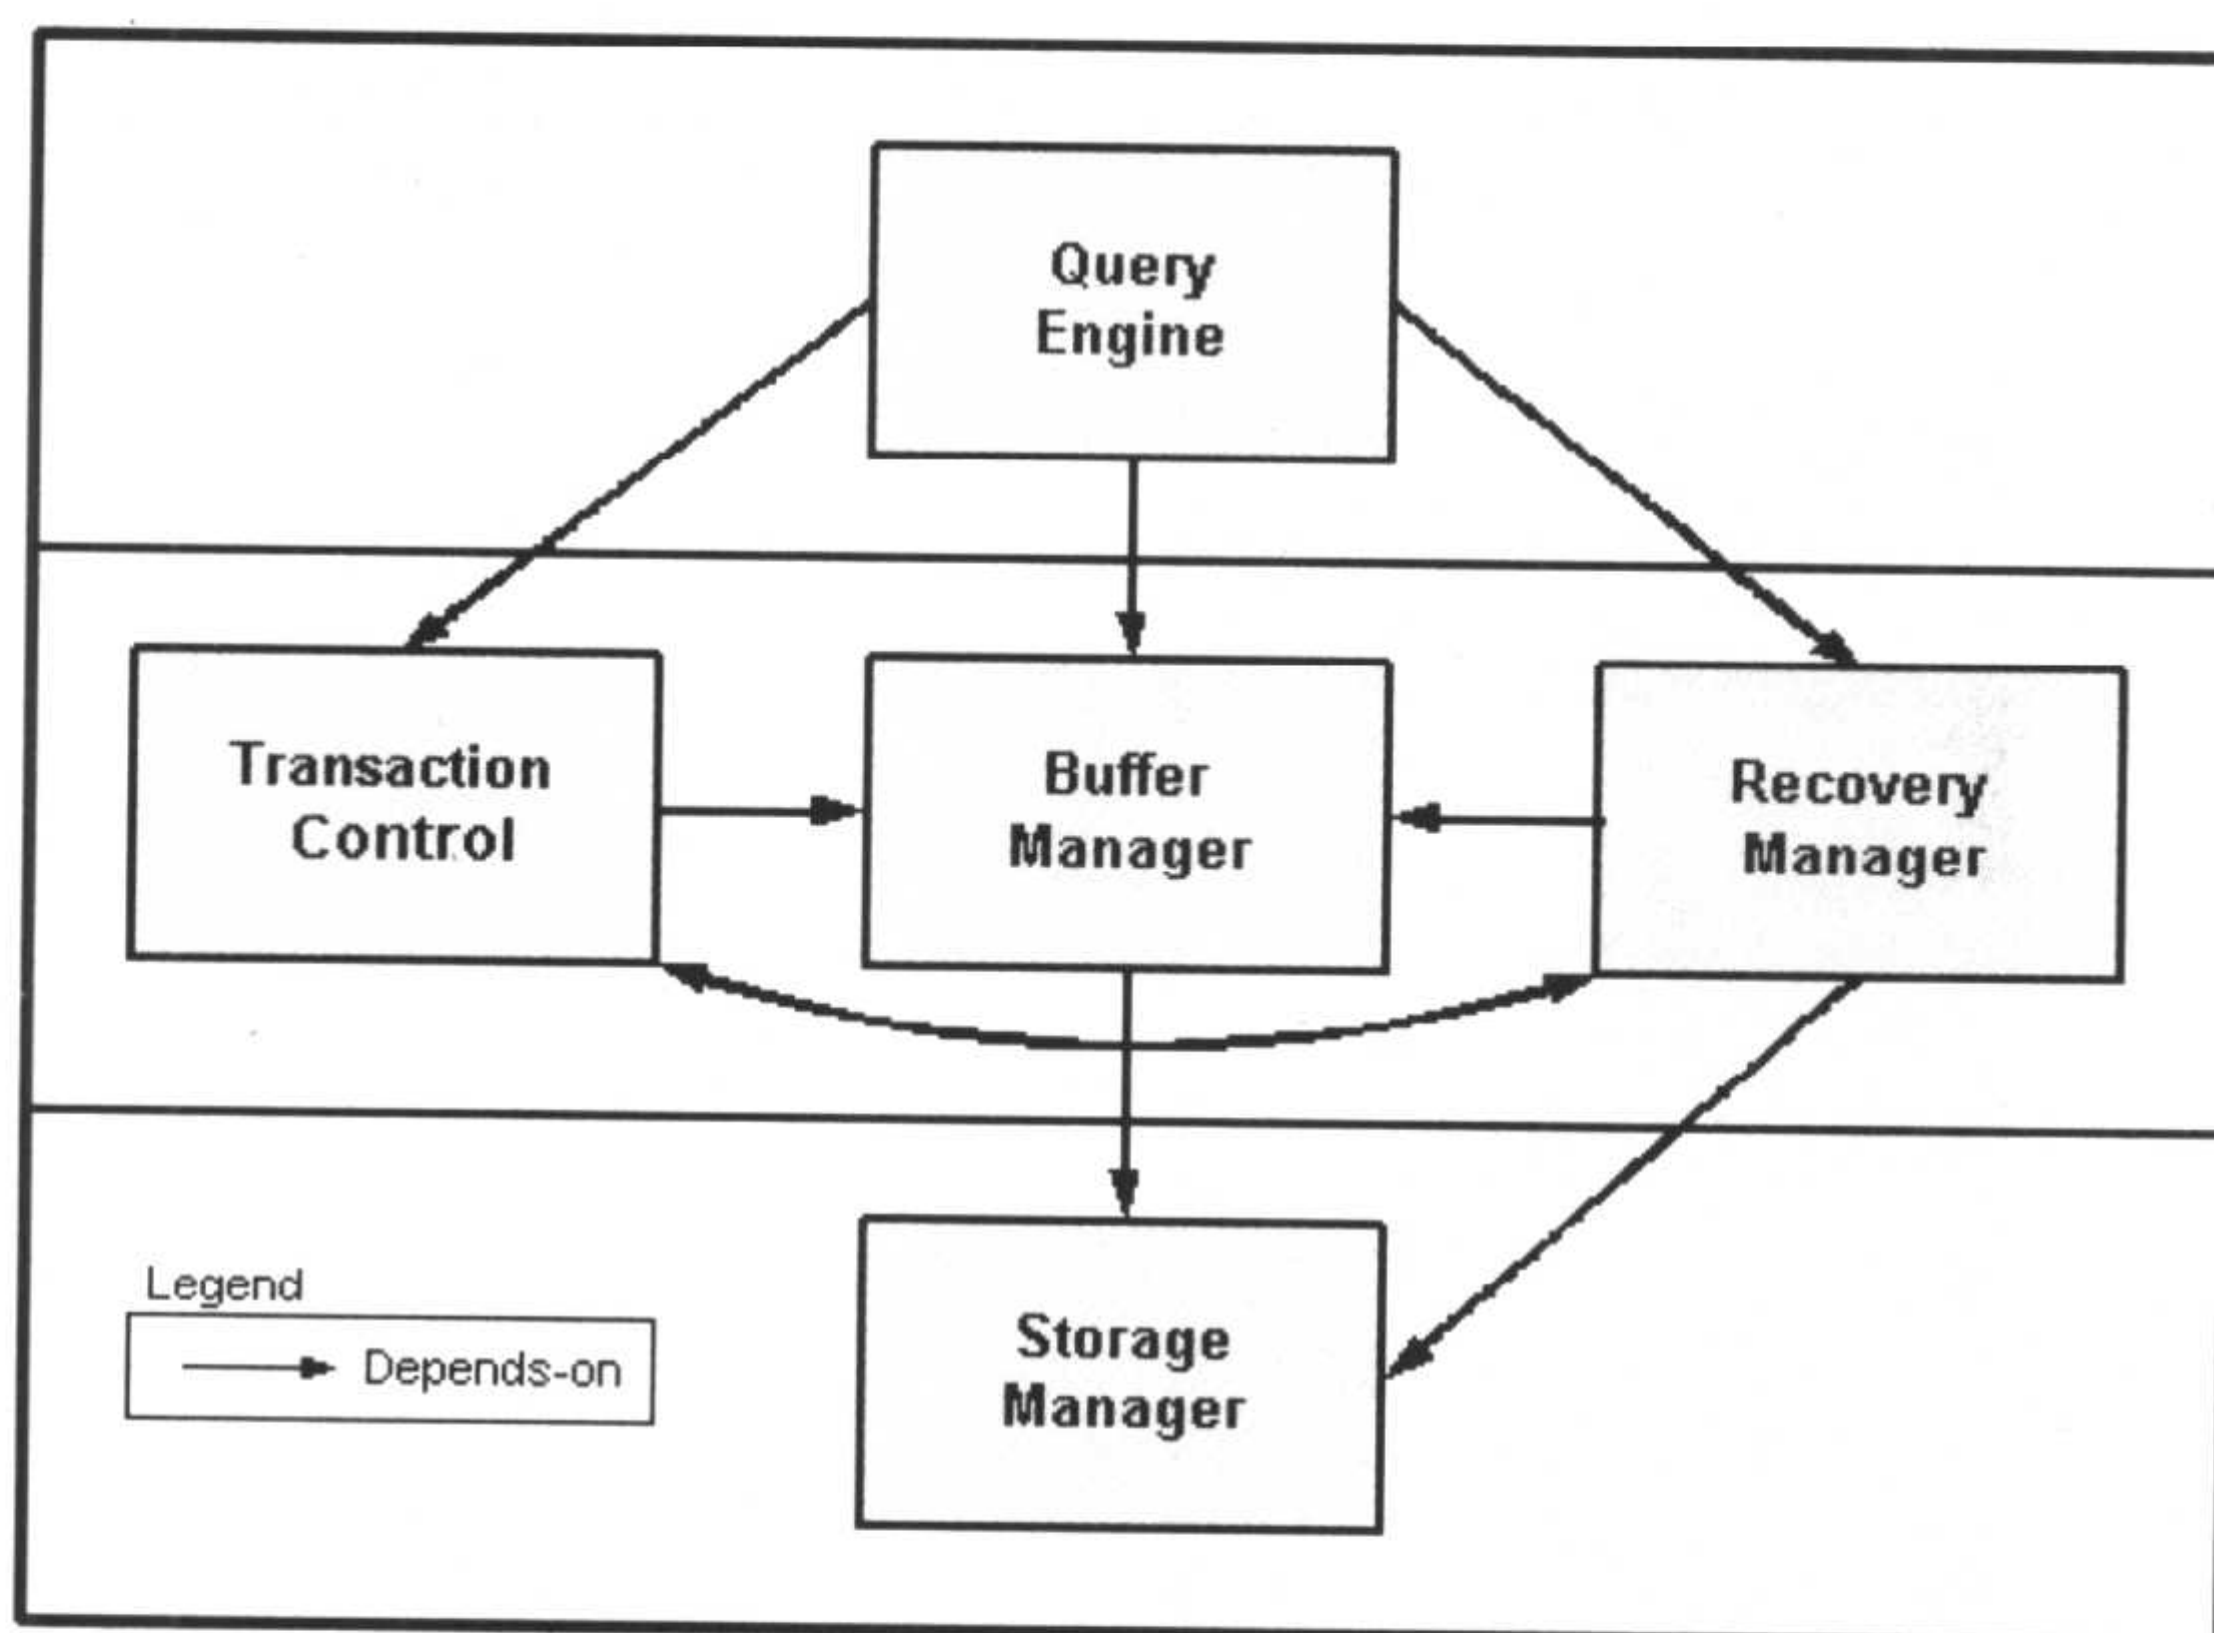 Query
Engine
Transaction
Control
Buffer
Manager
Recovery
Manager
Storage
Manager
Legend
Depends-on